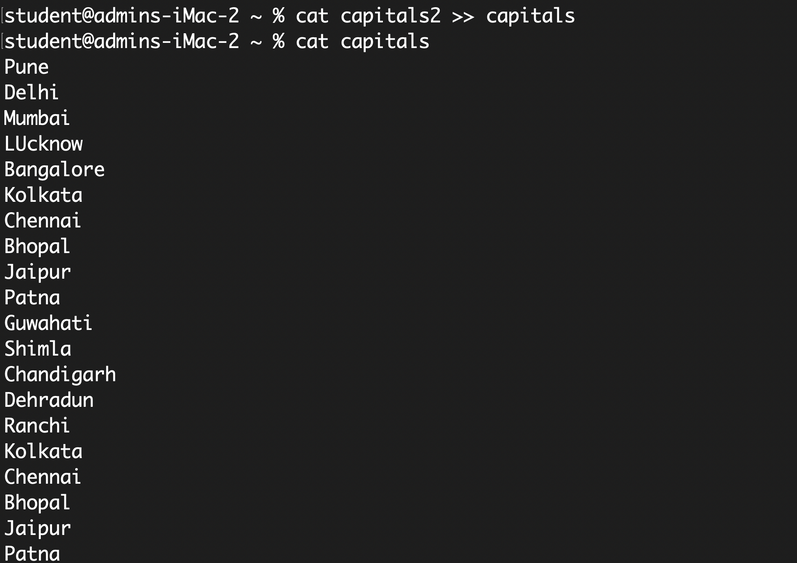 [student@admins-iMac-2 ~ % cat capitals2 >> capitals
[student@admins-iMac-2 ~ % cat capitals
Pune
Delhi
Mumbai
LUcknow
Bangalore
Kolkata
Chennai
Bhopal
Jaipur
Patna
Guwahati
Shimla
Chandigarh
Dehradun
Ranchi
Kolkata
Chennai
Bhopal
Jaipur
Patna